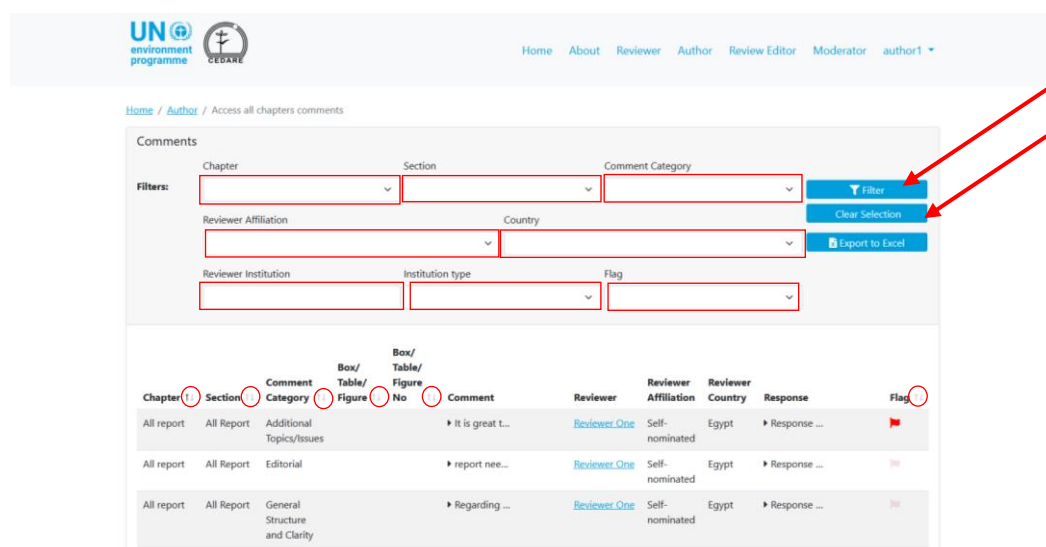 UN
environment
programme
CEDARE
Home About Reviewer Author Review Editor Moderator author1
Home / Author / Access all chapters comments
Comments
Chapter Section Comment Category
Filters:
Filter
Clear Selection
Reviewer Affiliation Country
Export to Excel
Reviewer Institution Institution type Flag
Chapter Section Comment Category Box/ Table/ Figure Box/ Table/ Figure No Comment Reviewer Reviewer Affiliation Reviewer Country Response Flag
All report All Report Additional Topics/Issues It is great t... Reviewer One Self-nominated Egypt Response ...
All report All Report Editorial report nee... Reviewer One Self-nominated Egypt Response ...
All report All Report General Structure and Clarity Regarding ... Reviewer One Self-nominated Egypt Response ...